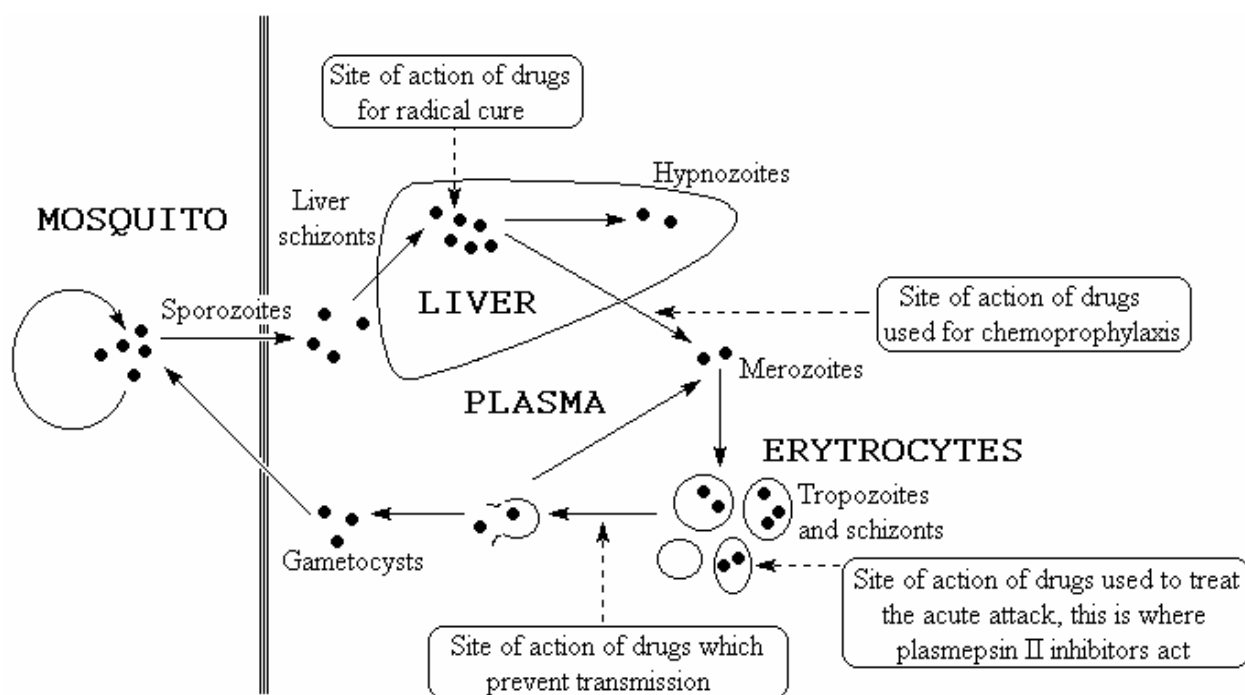 Site of action of drugs
for radical cure
Hypnozoites
MOSQUITO
Liver
schizonts
Sporozoites
LIVER
Site of action of drugs
used for chemoprophylaxis
Merozoites
PLASMA
ERYTROCYTES
Tropozoites
and schizonts
Gametocysts
Site of action of drugs used to treat
the acute attack, this is where
plasmepsin II inhibitors act
Site of action of drugs which
prevent transmission